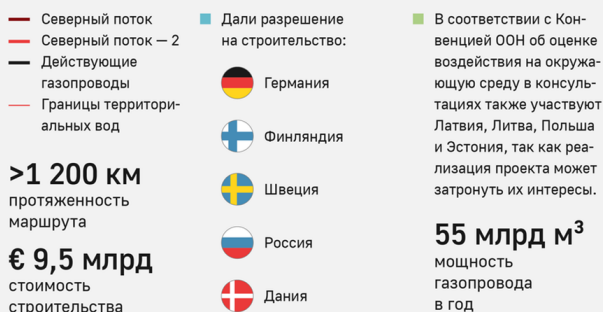 Северный поток
Северный поток — 2
Действующие
газопроводы
Границы территори-
альных вод
>1 200 км
протяженность
маршрута
€ 9,5 млрд
стоимость
строительства
Дали разрешение
на строительство:
Германия
Финляндия
Швеция
Россия
Дания
В соответствии с Кон-
венцией ООН об оценке
воздействия на окружа-
ющую среду в консуль-
тациях также участвуют
Латвия, Литва, Польша
и Эстония, так как реа-
лизация проекта может
затронуть их интересы.
55 млрд м³
мощность
газопровода
в год